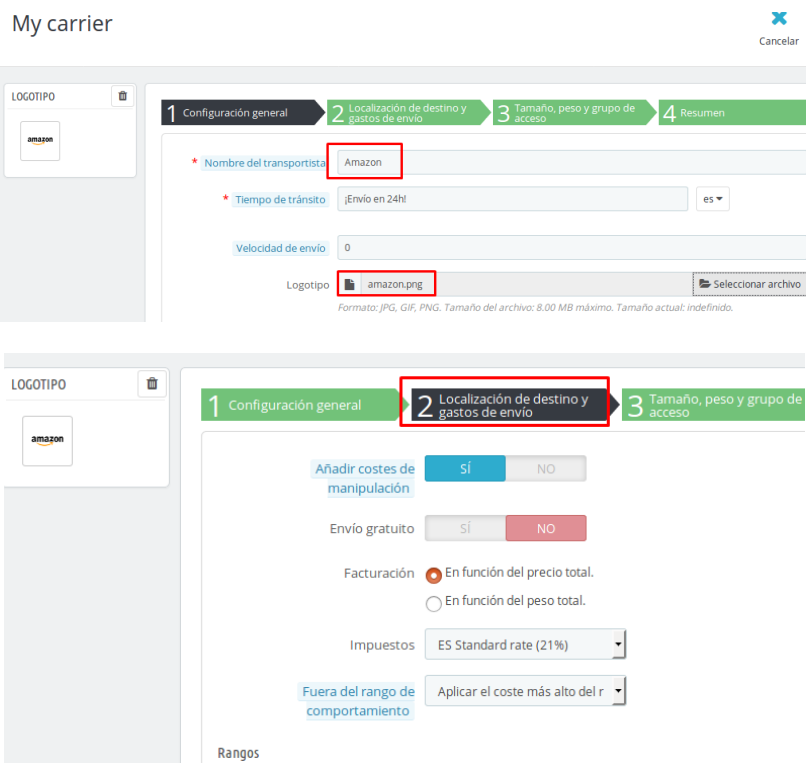 My carrier
Cancelar
LOGOTIPO
amazon
1 Configuración general
2 Localización de destino y gastos de envío
3 Tamaño, peso y grupo de acceso
4 Resumen
* Nombre del transportista Amazon
* Tiempo de tránsito ¡Envío en 24h! es
Velocidad de envío 0
Logotipo amazon.png Seleccionar archivo
Formato: JPG, GIF, PNG. Tamaño del archivo: 8.00 MB máximo. Tamaño actual: indefinido.
LOGOTIPO
amazon
1 Configuración general
2 Localización de destino y gastos de envío
3 Tamaño, peso y grupo de acceso
Añadir costes de manipulación SÍ NO
Envío gratuito SÍ NO
Facturación En función del precio total.
En función del peso total.
Impuestos ES Standard rate (21%)
Fuera del rango de comportamiento Aplicar el coste más alto del r
Rangos